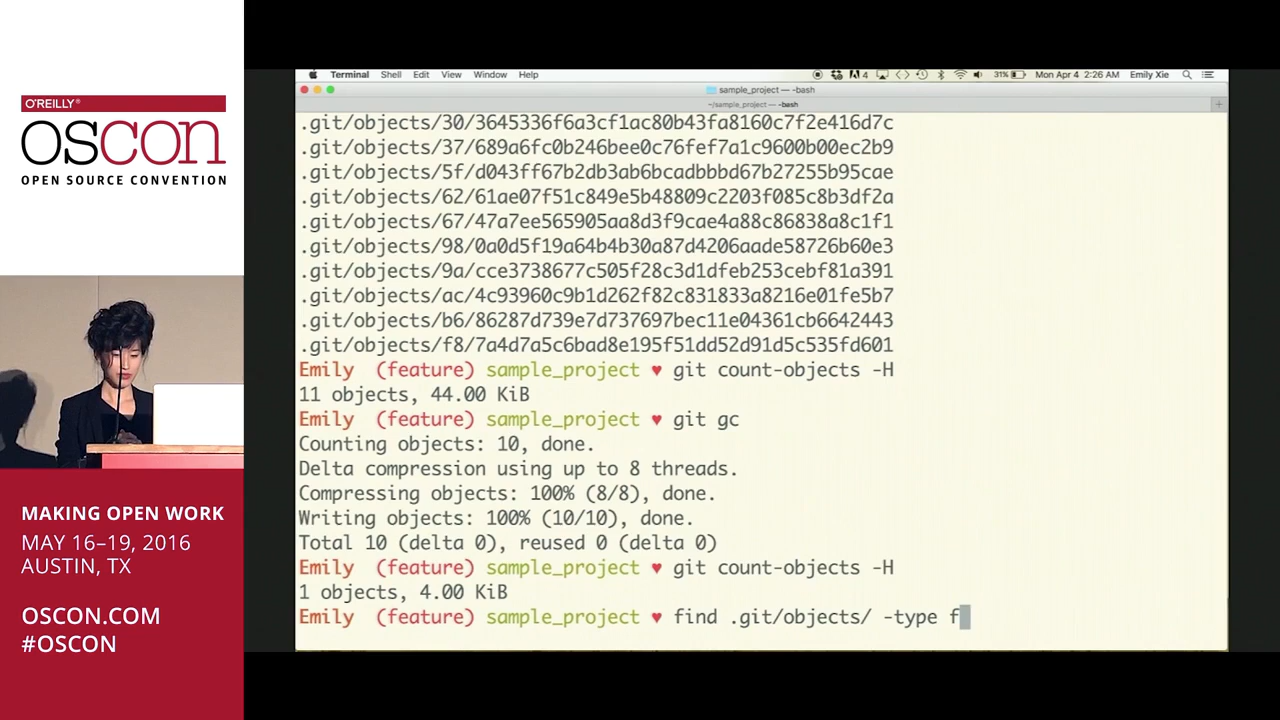 O'REILLY®
OSCON
OPEN SOURCE CONVENTION
MAKING OPEN WORK
MAY 16–19, 2016
AUSTIN, TX
OSCON.COM
#OSCON
Terminal Shell Edit View Window Help 4 31% Mon Apr 4 2:26 AM Emily Xie
sample_project — -bash
~/sample_project — -bash
.git/objects/30/3645336f6a3cf1ac80b43fa8160c7f2e416d7c
.git/objects/37/689a6fc0b246bee0c76fef7a1c9600b00ec2b9
.git/objects/5f/d043ff67b2db3ab6bcadbbbd67b27255b95cae
.git/objects/62/61ae07f51c849e5b48809c2203f085c8b3df2a
.git/objects/67/47a7ee565905aa8d3f9cae4a88c86838a8c1f1
.git/objects/98/0a0d5f19a64b4b30a87d4206aade58726b60e3
.git/objects/9a/cce3738677c505f28c3d1dfeb253cebf81a391
.git/objects/ac/4c93960c9b1d262f82c831833a8216e01fe5b7
.git/objects/b6/86287d739e7d737697bec11e04361cb6642443
.git/objects/f8/7a4d7a5c6bad8e195f51dd52d91d5c535fd601
Emily (feature) sample_project ♥ git count-objects -H
11 objects, 44.00 KiB
Emily (feature) sample_project ♥ git gc
Counting objects: 10, done.
Delta compression using up to 8 threads.
Compressing objects: 100% (8/8), done.
Writing objects: 100% (10/10), done.
Total 10 (delta 0), reused 0 (delta 0)
Emily (feature) sample_project ♥ git count-objects -H
1 objects, 4.00 KiB
Emily (feature) sample_project ♥ find .git/objects/ -type f